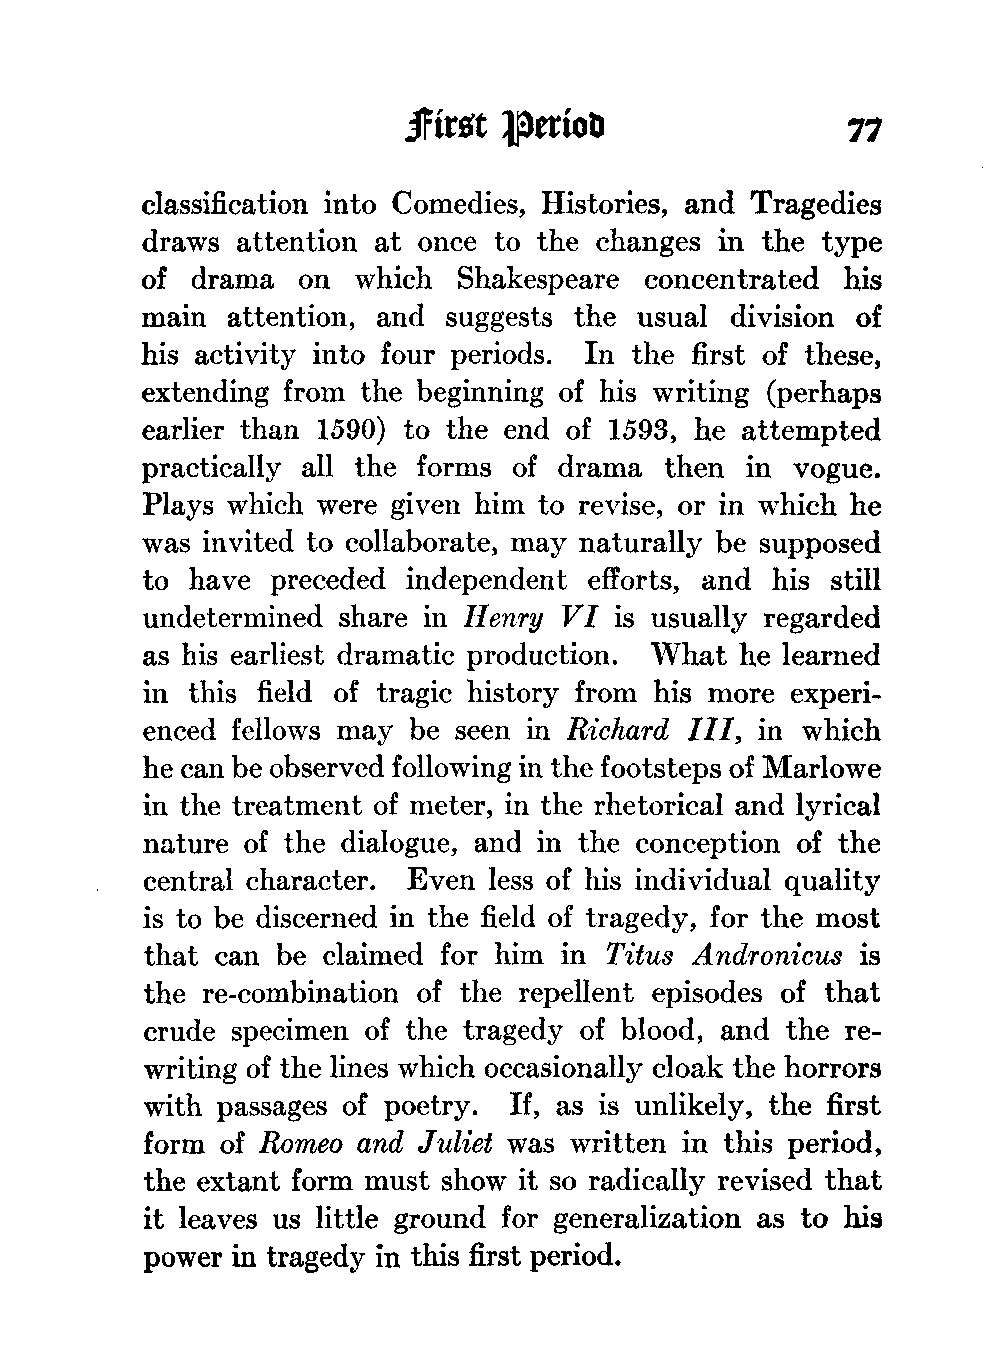 First Period 77
classification into Comedies, Histories, and Tragedies
draws attention at once to the changes in the type
of drama on which Shakespeare concentrated his
main attention, and suggests the usual division of
his activity into four periods. In the first of these,
extending from the beginning of his writing (perhaps
earlier than 1590) to the end of 1593, he attempted
practically all the forms of drama then in vogue.
Plays which were given him to revise, or in which he
was invited to collaborate, may naturally be supposed
to have preceded independent efforts, and his still
undetermined share in Henry VI is usually regarded
as his earliest dramatic production. What he learned
in this field of tragic history from his more experi-
enced fellows may be seen in Richard III, in which
he can be observed following in the footsteps of Marlowe
in the treatment of meter, in the rhetorical and lyrical
nature of the dialogue, and in the conception of the
central character. Even less of his individual quality
is to be discerned in the field of tragedy, for the most
that can be claimed for him in Titus Andronicus is
the re-combination of the repellent episodes of that
crude specimen of the tragedy of blood, and the re-
writing of the lines which occasionally cloak the horrors
with passages of poetry. If, as is unlikely, the first
form of Romeo and Juliet was written in this period,
the extant form must show it so radically revised that
it leaves us little ground for generalization as to his
power in tragedy in this first period.